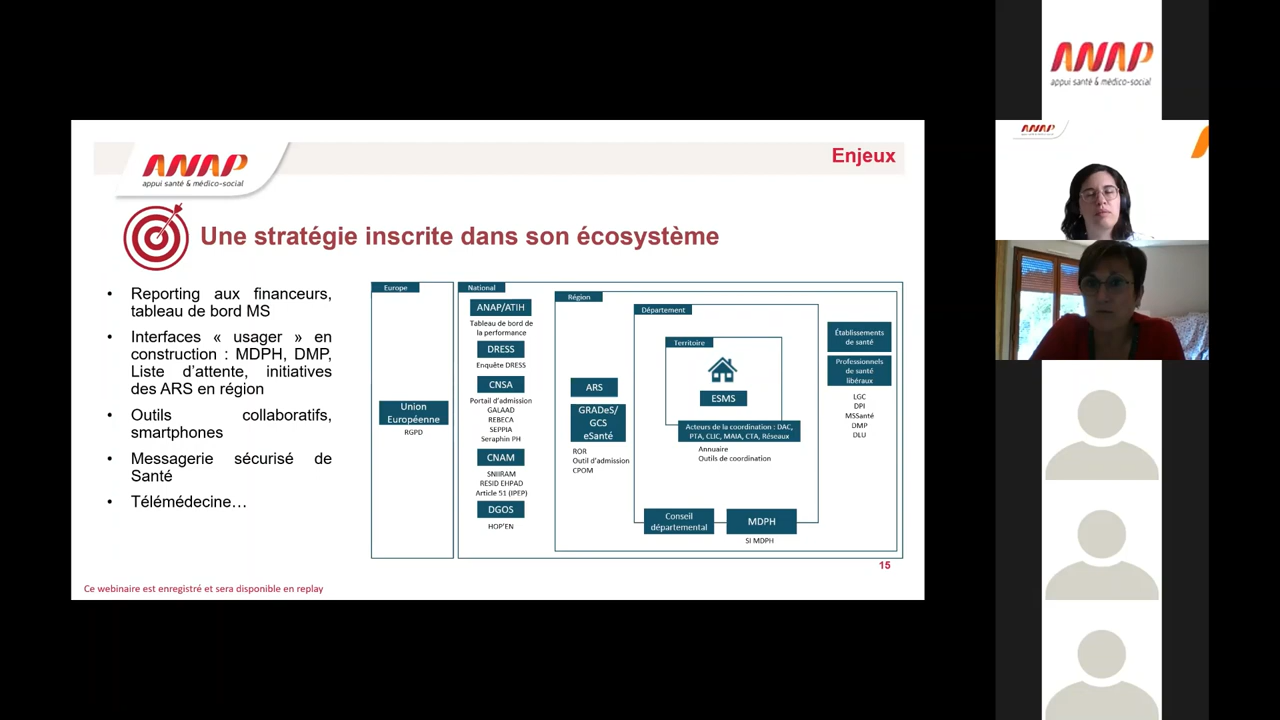 ANAP
appui santé & médico-social
Enjeux
Une stratégie inscrite dans son écosystème
• Reporting aux financeurs,
tableau de bord MS
• Interfaces « usager » en
construction : MDPH, DMP,
Liste d'attente, initiatives
des ARS en région
• Outils collaboratifs,
smartphones
• Messagerie sécurisé de
Santé
• Télémédecine…
Europe
Union
Européenne
RGPD
National
ANAP/ATIH
Tableau de bord de
la performance
DRESS
Enquête DRESS
CNSA
Portail d'admission
GALAAD
REBECA
SEPPIA
Seraphin PH
CNAM
SNIIRAM
RESID EHPAD
Article 51 (IPEP)
DGOS
HOP'EN
Région
ARS
GRADeS/
GCS
eSanté
ROR
Outil d'admission
CPOM
Département
Territoire
ESMS
Acteurs de la coordination : DAC,
PTA, CLIC, MAIA, CTA, Réseaux
Annuaire
Outils de coordination
Conseil
départemental
MDPH
SI MDPH
Établissements
de santé
Professionnels
de santé
libéraux
LGC
DPI
MSSanté
DMP
DLU
15
Ce webinaire est enregistré et sera disponible en replay
ANAP
appui santé & médico-social
ANAP